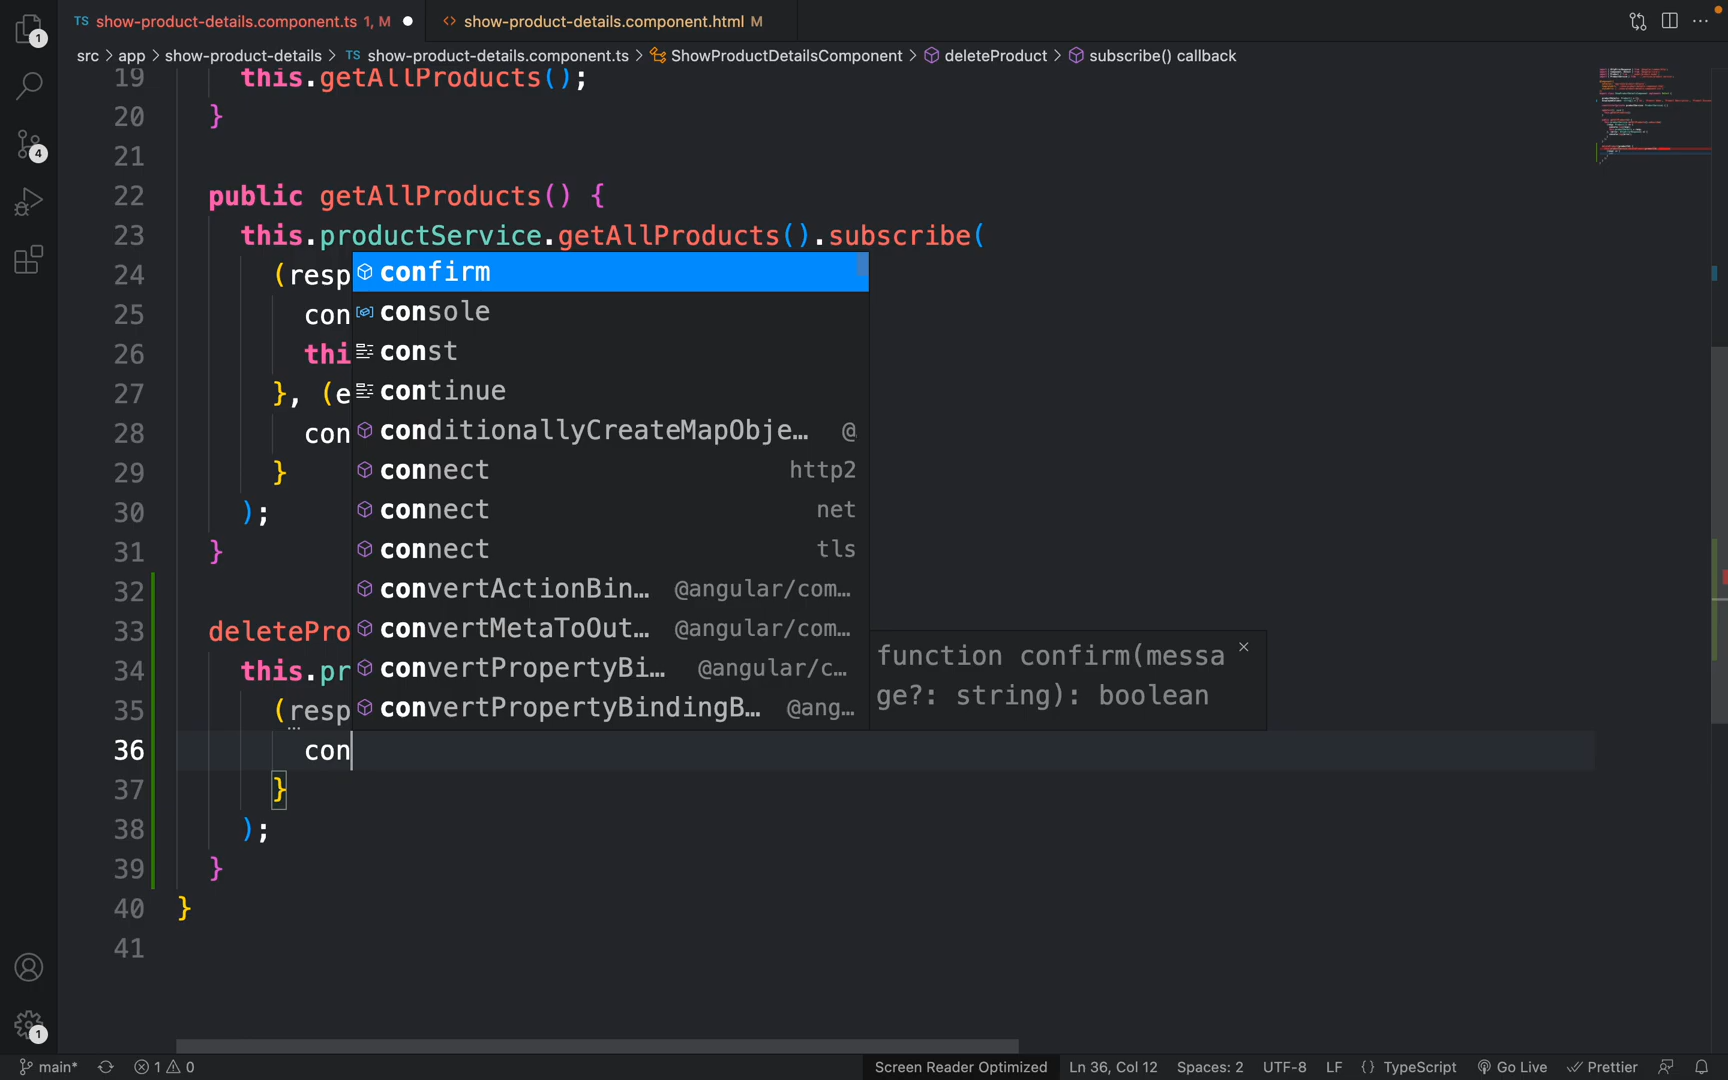 TS show-product-details.component.ts 1, M
<> show-product-details.component.html M
src > app > show-product-details > TS show-product-details.component.ts > ShowProductDetailsComponent > deleteProduct > subscribe() callback
19 this.getAllProducts();
20 }
21
22 public getAllProducts() {
23 this.productService.getAllProducts().subscribe(
24 (resp
25 con
26 thi
27 }, (e
28 con
29 }
30 );
31 }
32
33 deletePro
34 this.pr
35 (resp
36 con
37 }
38 );
39 }
40 }
41
confirm
console
const
continue
conditionallyCreateMapObje… @
connect http2
connect net
connect tls
convertActionBin… @angular/com…
convertMetaToOut… @angular/com…
convertPropertyBi… @angular/c…
convertPropertyBindingB… @ang…
function confirm(messa
ge?: string): boolean
1
4
1
main* 1 0 Screen Reader Optimized Ln 36, Col 12 Spaces: 2 UTF-8 LF {} TypeScript Go Live Prettier